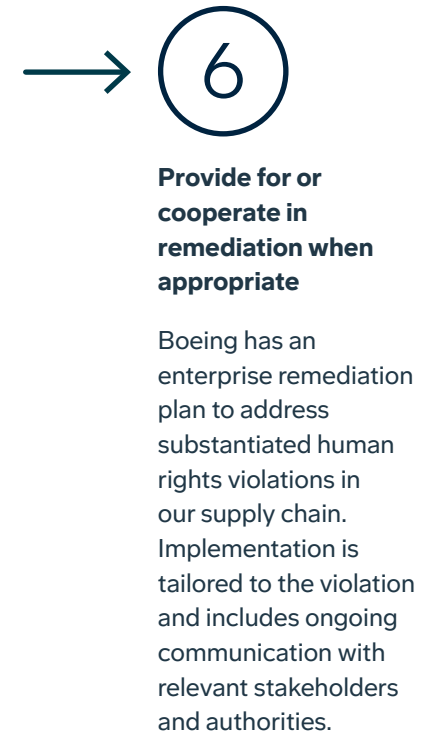 6
Provide for or
cooperate in
remediation when
appropriate
Boeing has an
enterprise remediation
plan to address
substantiated human
rights violations in
our supply chain.
Implementation is
tailored to the violation
and includes ongoing
communication with
relevant stakeholders
and authorities.